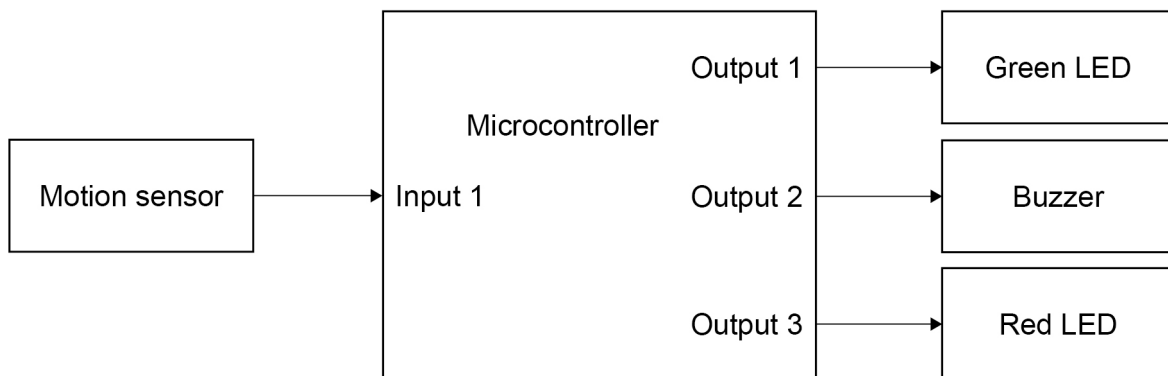 Motion sensor
Microcontroller
Input 1
Output 1
Output 2
Output 3
Green LED
Buzzer
Red LED